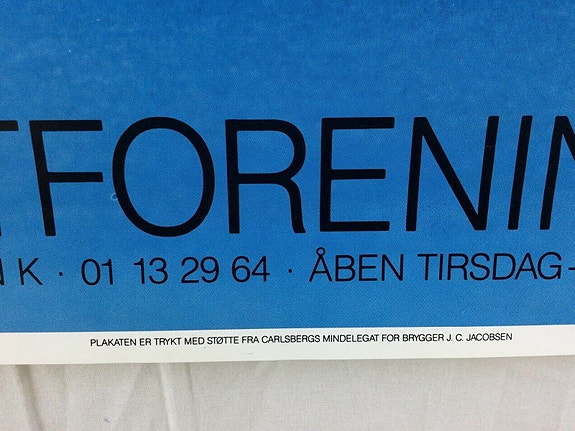 TFORENIN
N K · 01 13 29 64 · ÅBEN TIRSDAG-
PLAKATEN ER TRYKT MED STØTTE FRA CARLSBERGS MINDELEGAT FOR BRYGGER J. C. JACOBSEN